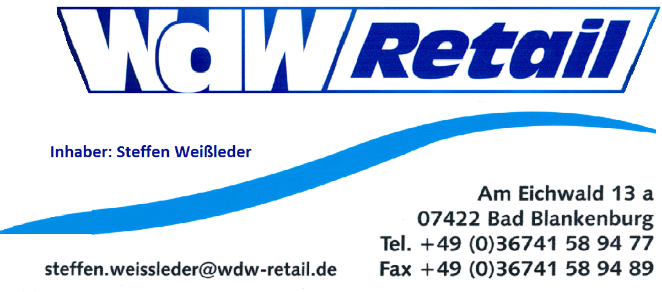 WdW Retail
Inhaber: Steffen Weißleder
Am Eichwald 13 a
07422 Bad Blankenburg
Tel. +49 (0)36741 58 94 77
steffen.weissleder@wdw-retail.de Fax +49 (0)36741 58 94 89